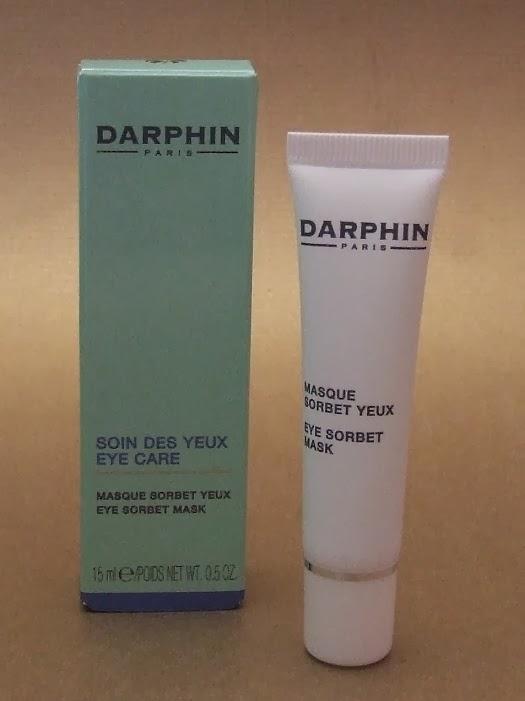 DARPHIN
PARIS
SOIN DES YEUX
EYE CARE
MASQUE SORBET YEUX
EYE SORBET MASK
15 ml ℮/POIDS NET WT. 0.5 OZ.
DARPHIN
PARIS
MASQUE
SORBET YEUX
EYE SORBET
MASK